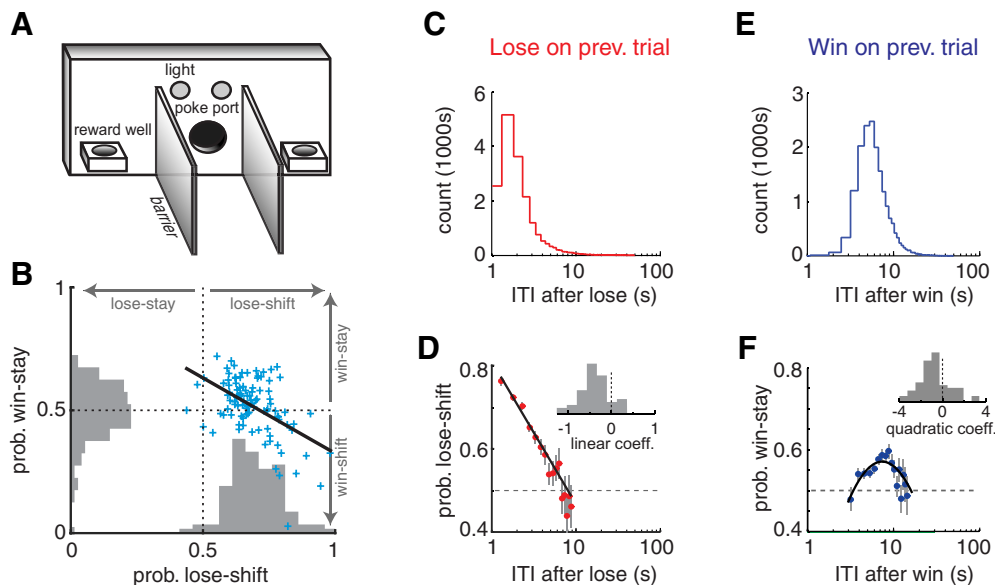 A
light
poke port
reward well
barrier
B
lose-stay
lose-shift
win-stay
win-shift
prob. win-stay
1
0.5
0
0
0.5
1
prob. lose-shift
C
Lose on prev. trial
count (1000s)
6
4
2
0
1
10
100
ITI after lose (s)
D
prob. lose-shift
0.8
0.6
0.4
-1
0
1
linear coeff.
1
10
100
ITI after lose (s)
E
Win on prev. trial
count (1000s)
3
2
1
0
1
10
100
ITI after win (s)
F
prob. win-stay
0.8
0.6
0.4
-4
0
4
quadratic coeff.
1
10
100
ITI after win (s)